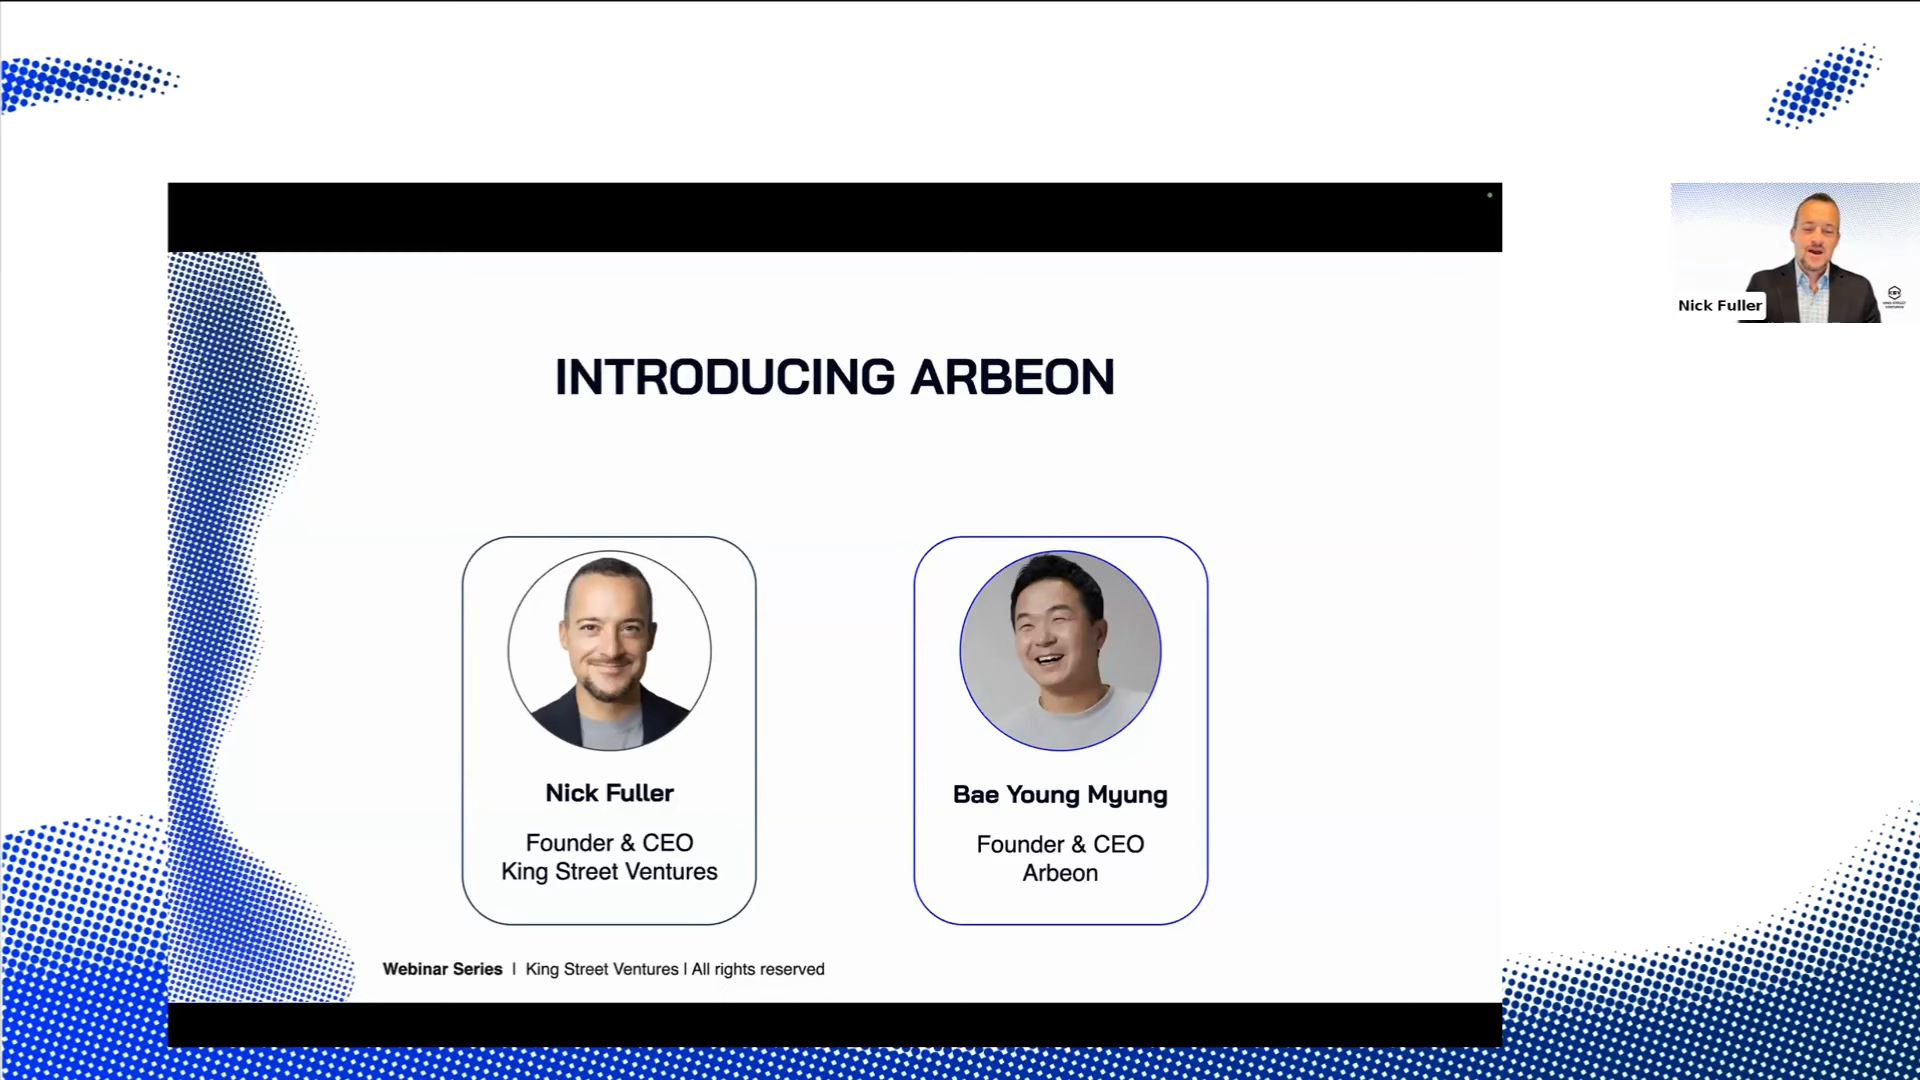 INTRODUCING ARBEON
Nick Fuller
Nick Fuller
Founder & CEO
King Street Ventures
Bae Young Myung
Founder & CEO
Arbeon
Webinar Series | King Street Ventures | All rights reserved